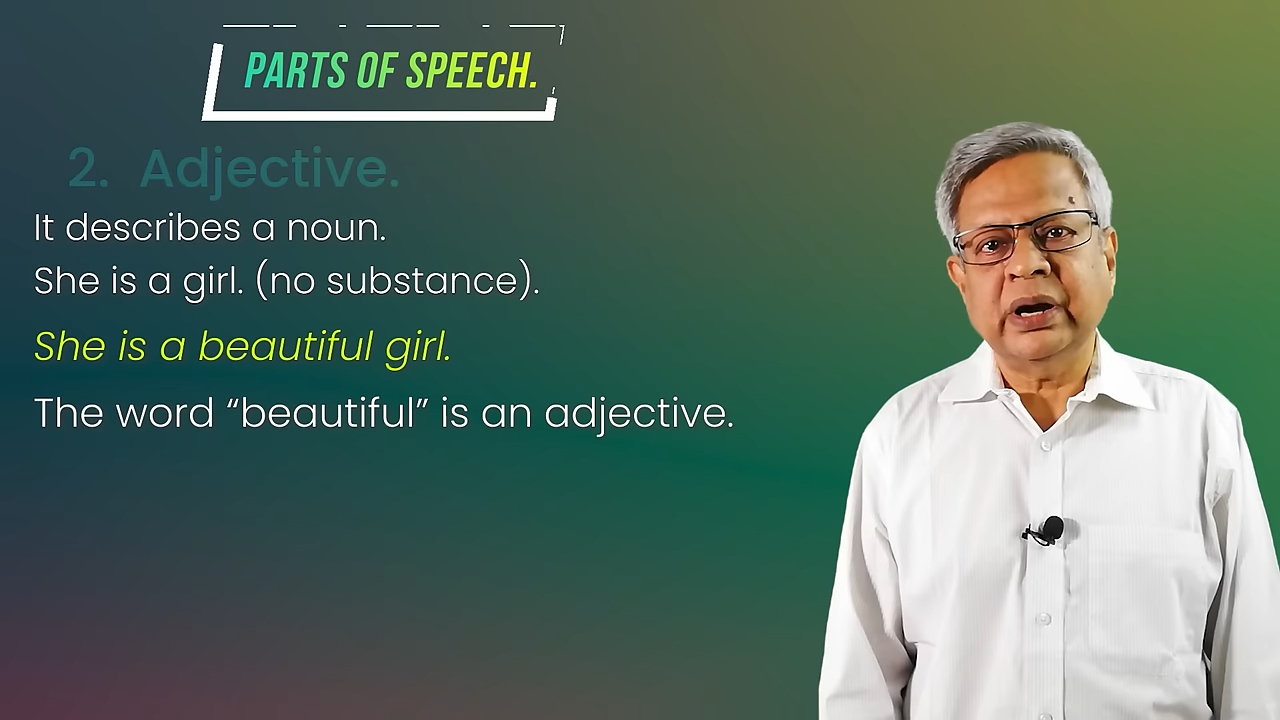 PARTS OF SPEECH.
2. Adjective.
It describes a noun.
She is a girl. (no substance).
She is a beautiful girl.
The word “beautiful” is an adjective.